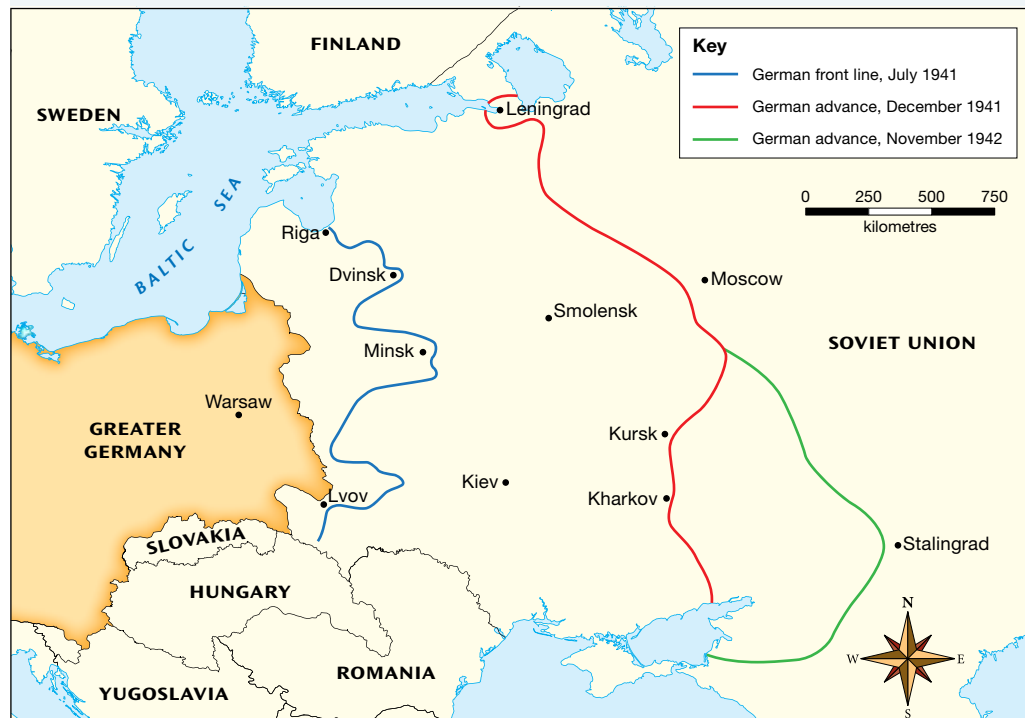 FINLAND
Key
German front line, July 1941
German advance, December 1941
German advance, November 1942
SWEDEN
Leningrad
0 250 500 750
kilometres
BALTIC SEA
Riga
Dvinsk
Moscow
Smolensk
Minsk
SOVIET UNION
Warsaw
GREATER
GERMANY
Kursk
Kiev
Lvov
Kharkov
SLOVAKIA
Stalingrad
HUNGARY
N
W E
S
ROMANIA
YUGOSLAVIA